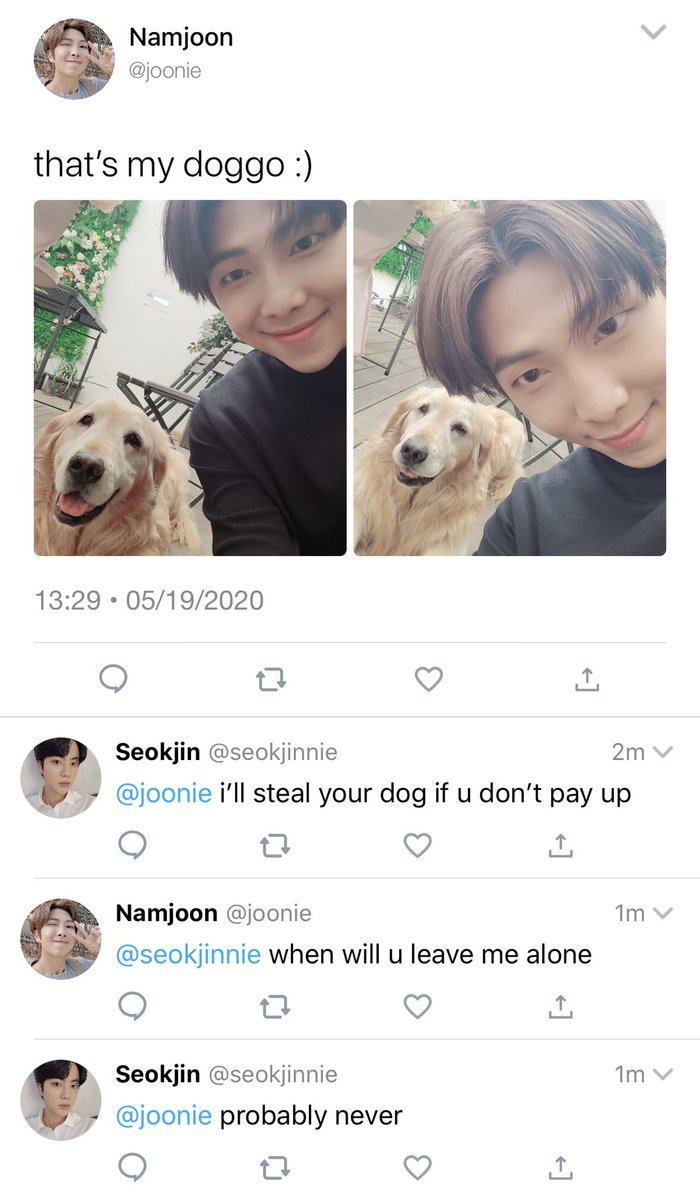 Namjoon
@joonie
that’s my doggo :)
13:29 • 05/19/2020
Seokjin @seokjinnie 2m
@joonie i’ll steal your dog if u don’t pay up
Namjoon @joonie 1m
@seokjinnie when will u leave me alone
Seokjin @seokjinnie 1m
@joonie probably never